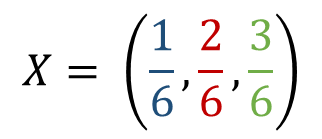 X = (1/6, 2/6, 3/6)